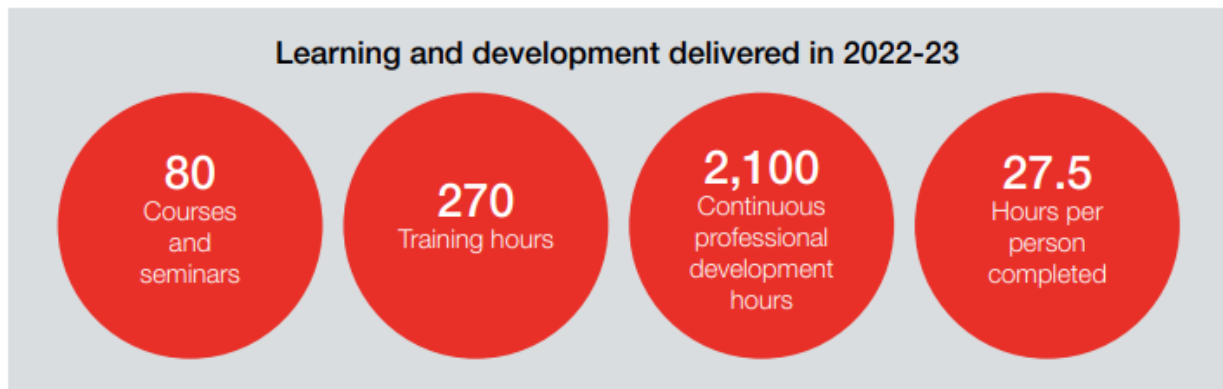 Learning and development delivered in 2022-23
80
Courses
and
seminars
270
Training hours
2,100
Continuous
professional
development
hours
27.5
Hours per
person
completed